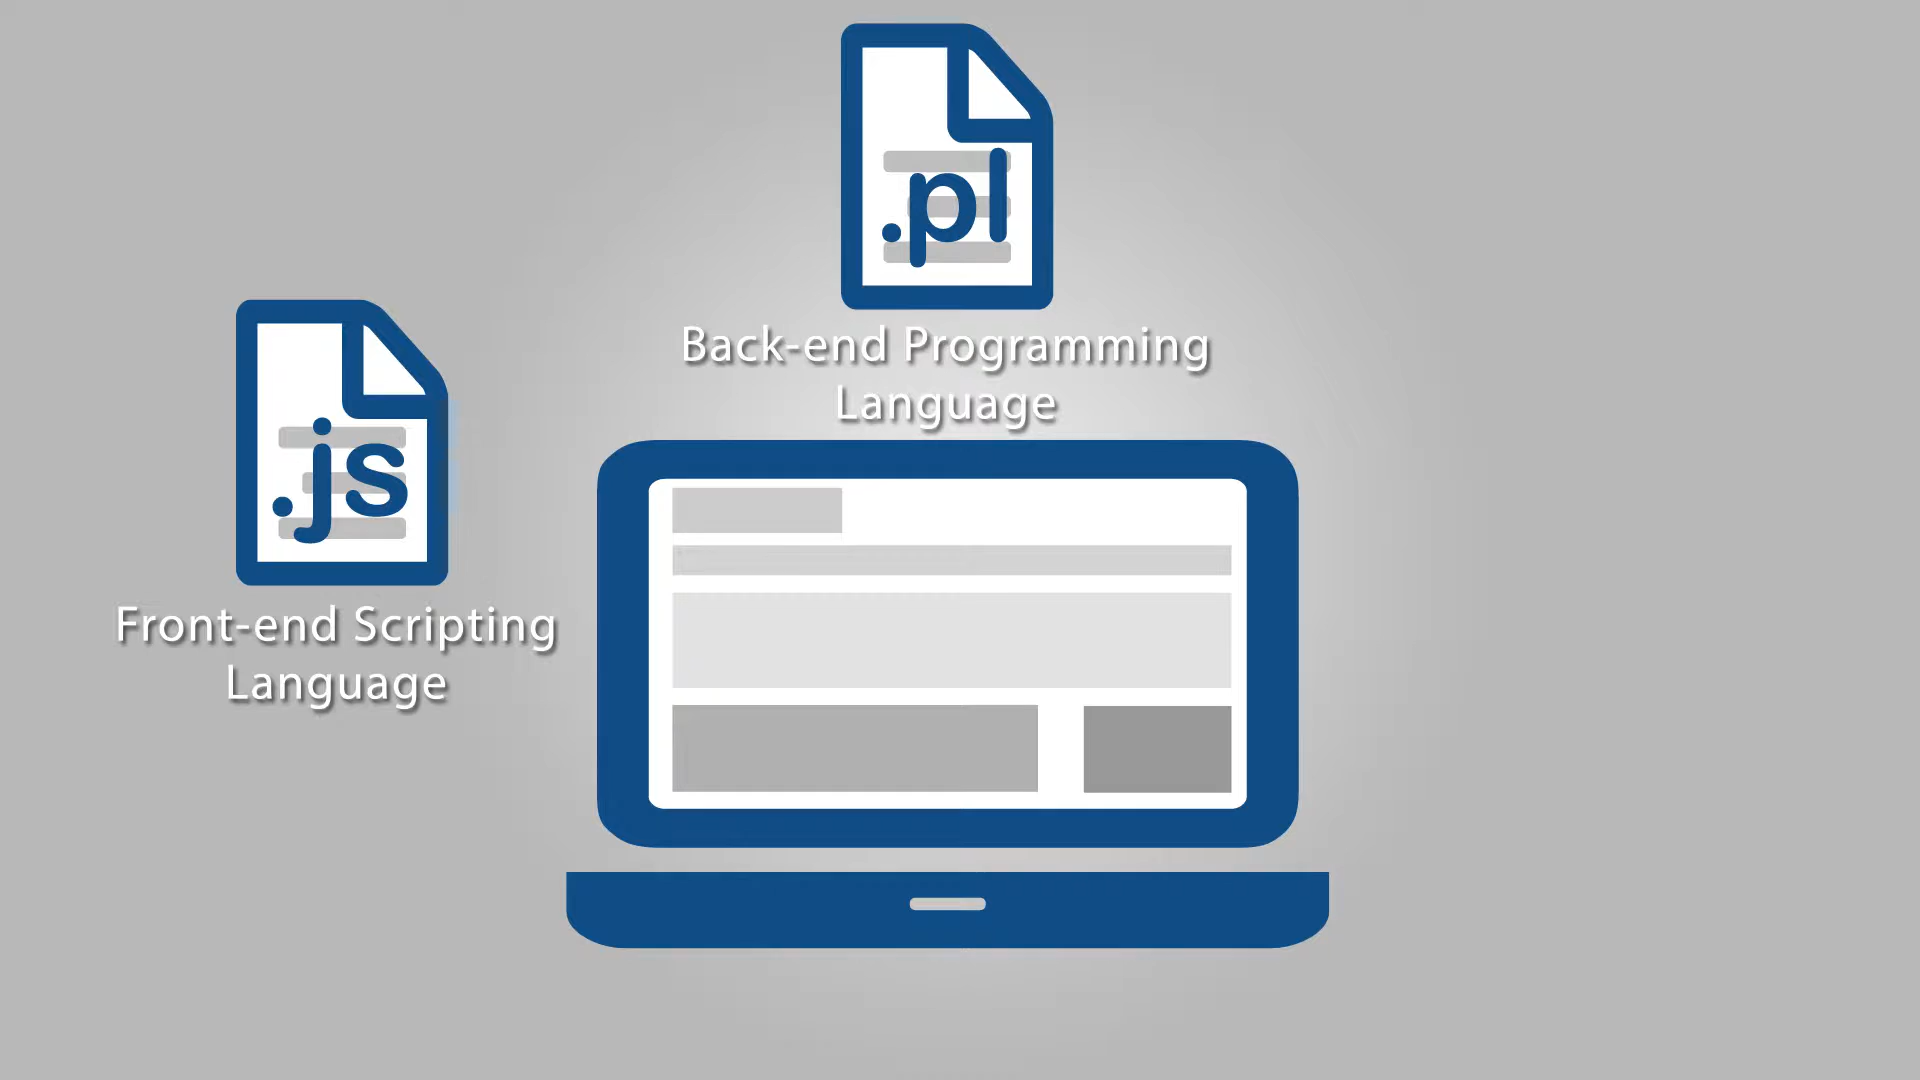 .pl
Back-end Programming
Language
.js
Front-end Scripting
Language